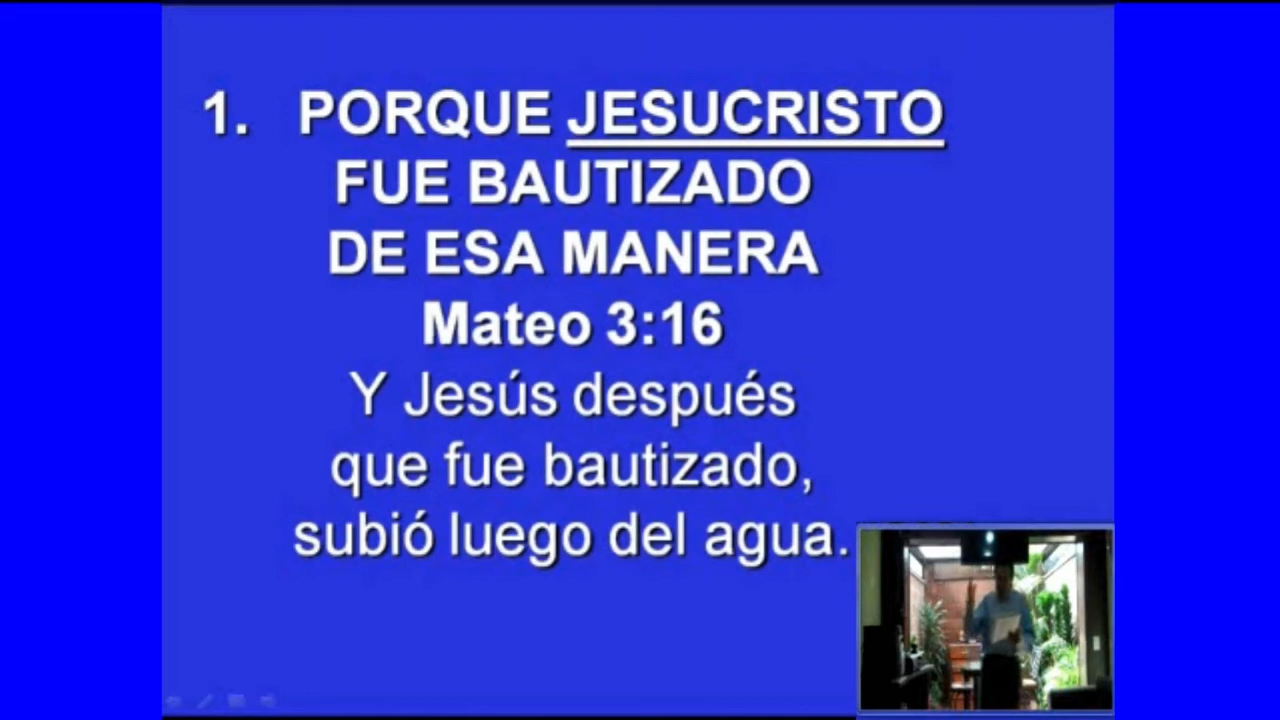 1. PORQUE JESUCRISTO
FUE BAUTIZADO
DE ESA MANERA
Mateo 3:16
Y Jesús después
que fue bautizado,
subió luego del agua.